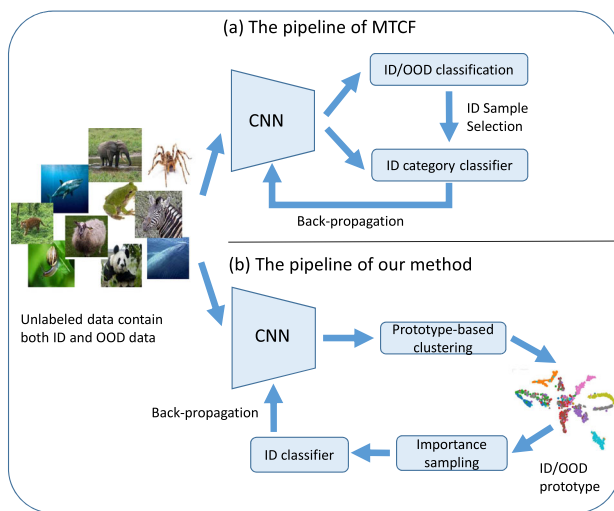 (a) The pipeline of MTCF
CNN
ID/OOD classification
ID Sample
Selection
ID category classifier
Back-propagation
Unlabeled data contain
both ID and OOD data
(b) The pipeline of our method
CNN
Prototype-based
clustering
Back-propagation
ID classifier
Importance
sampling
ID/OOD
prototype